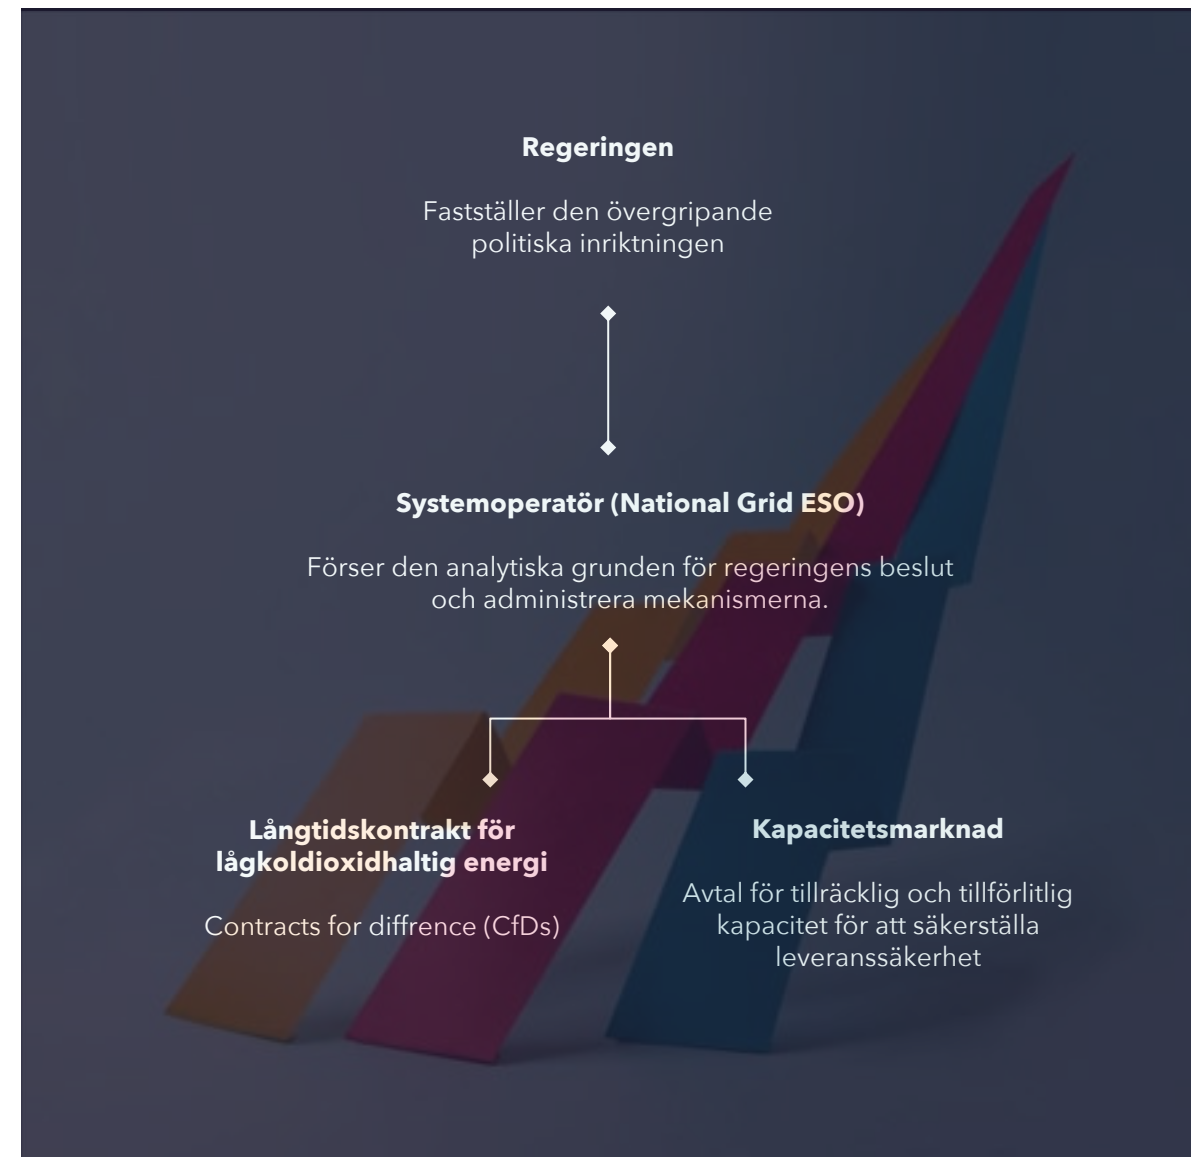 Regeringen
Fastställer den övergripande
politiska inriktningen
Systemoperatör (National Grid ESO)
Förser den analytiska grunden för regeringens beslut
och administrera mekanismerna.
Långtidskontrakt för
lågkoldioxidhaltig energi
Contracts for diffrence (CfDs)
Kapacitetsmarknad
Avtal för tillräcklig och tillförlitlig
kapacitet för att säkerställa
leveranssäkerhet